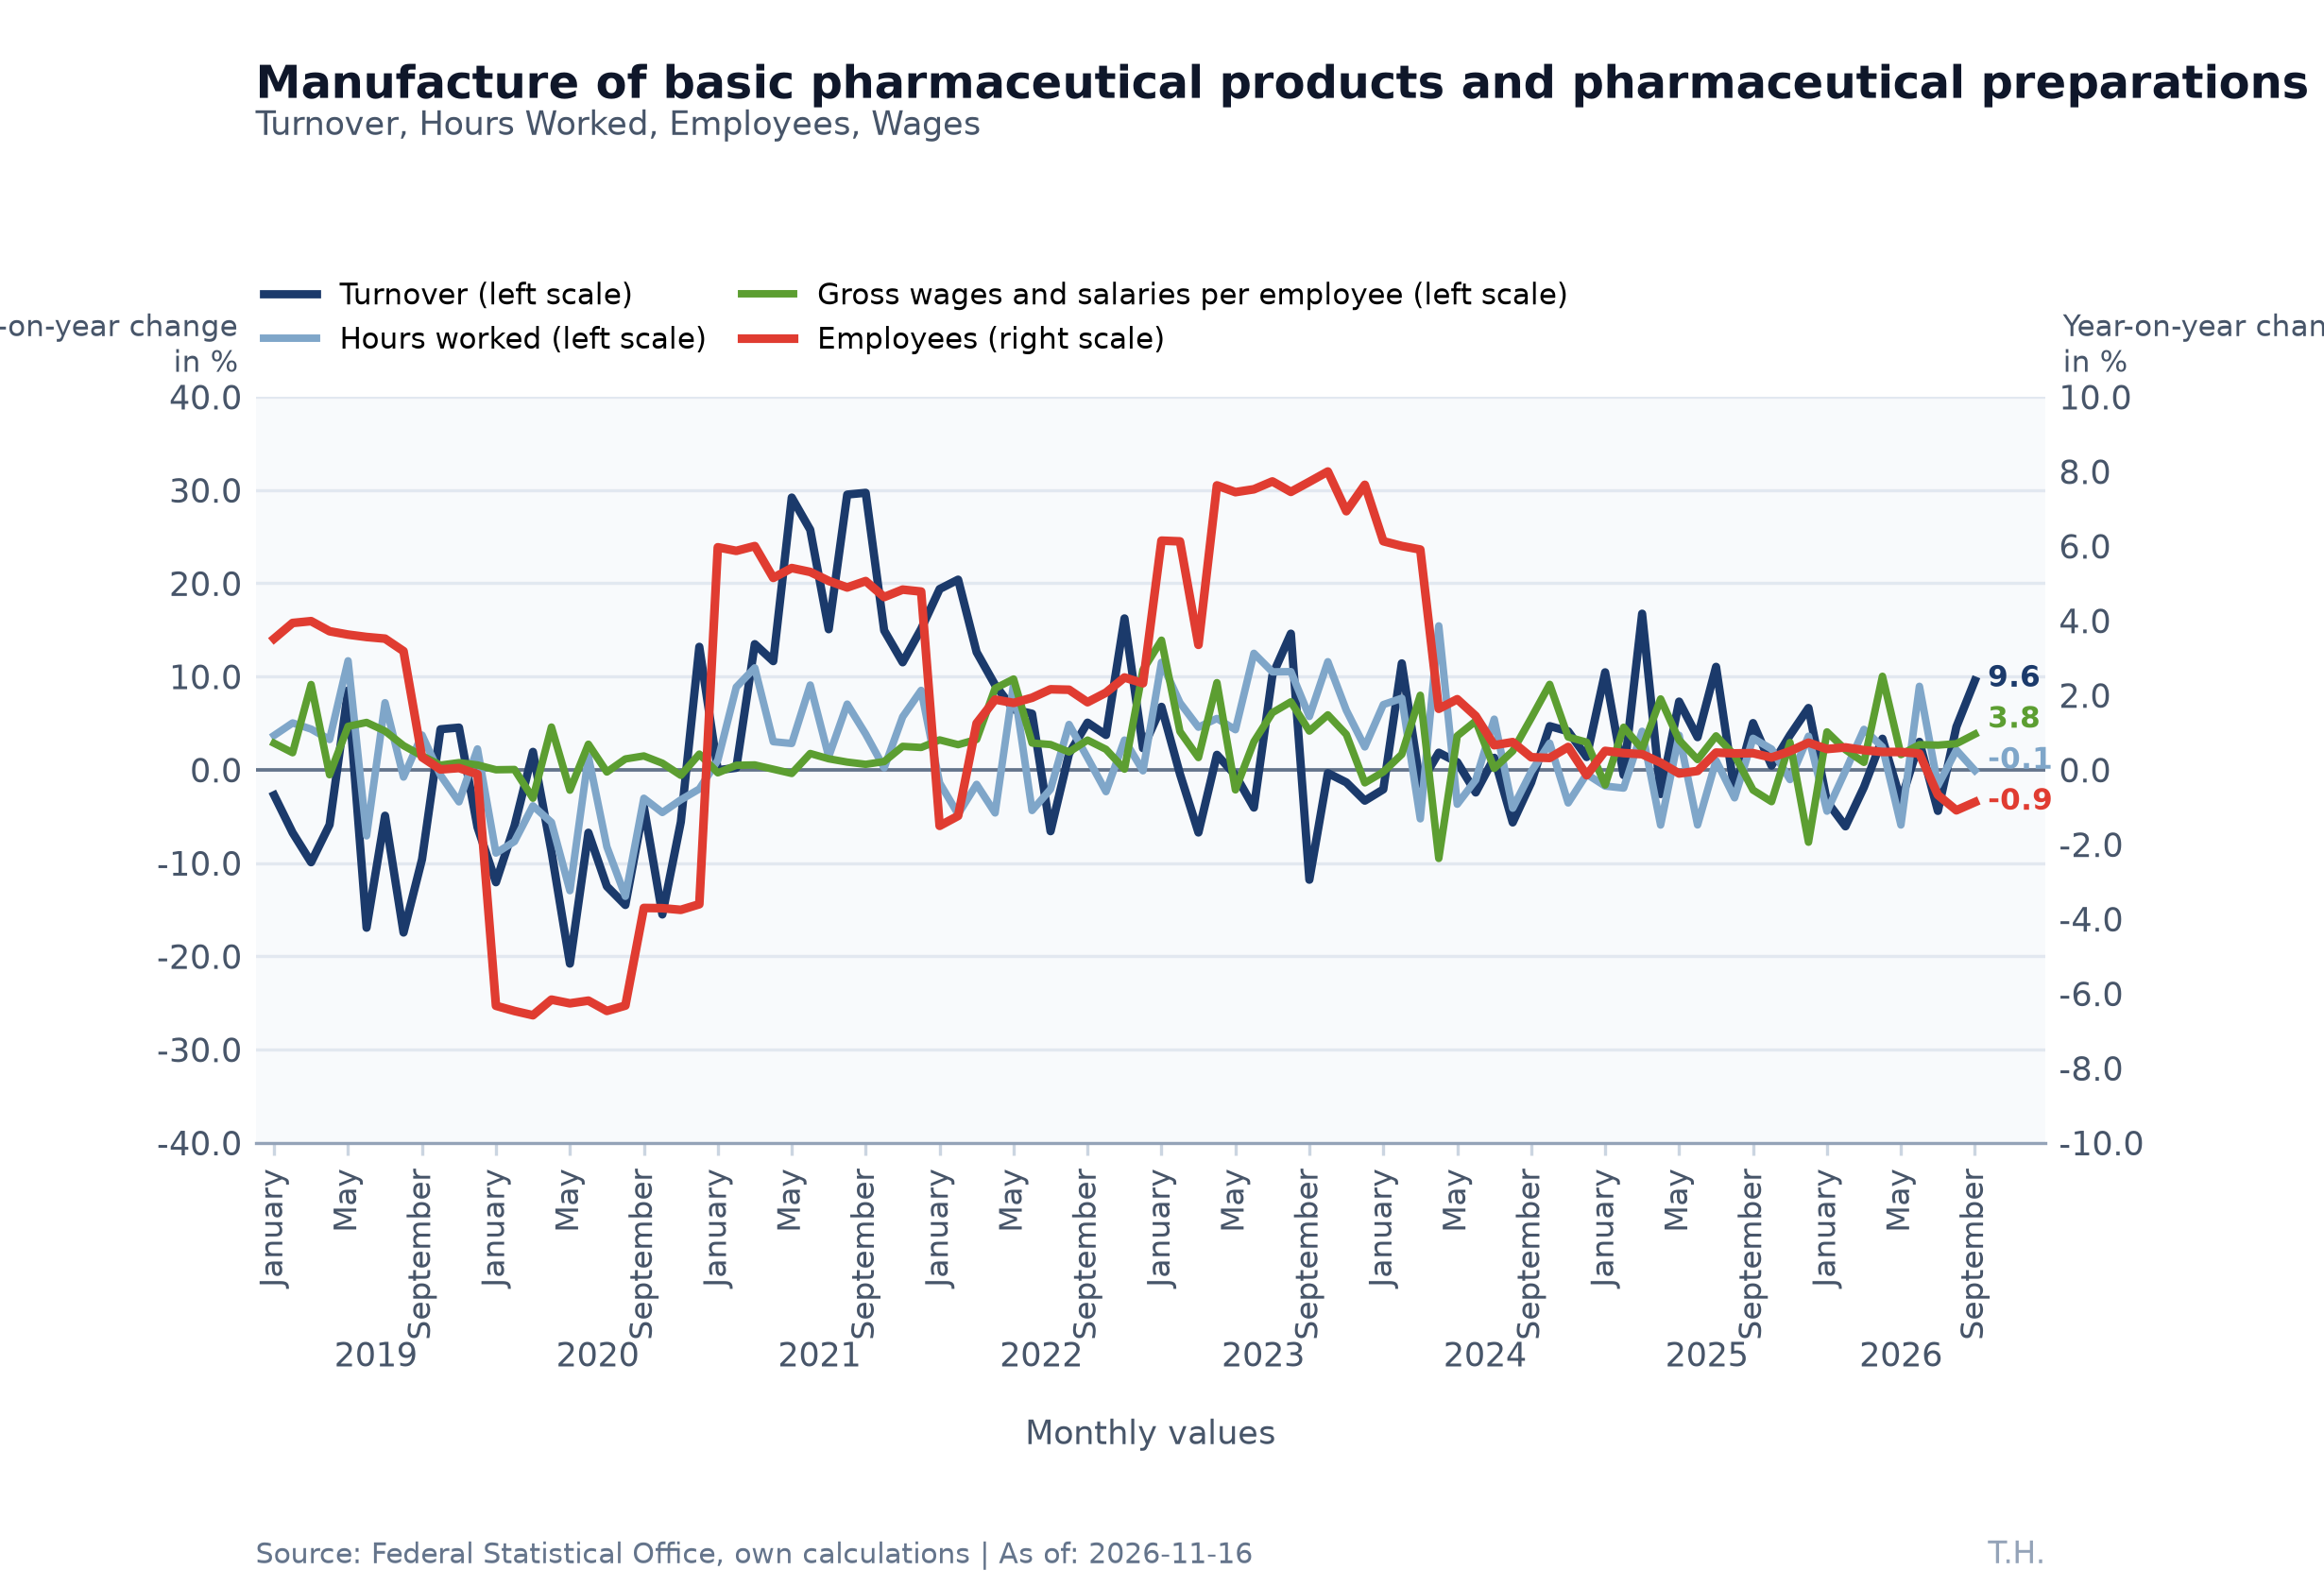 Manufacture of basic pharmaceutical products and pharmaceutical preparations
Turnover, Hours Worked, Employees, Wages
Turnover (left scale)
Gross wages and salaries per employee (left scale)
Hours worked (left scale)
Employees (right scale)
-on-year change
in %
Year-on-year chan
in %
40.0
30.0
20.0
10.0
0.0
-10.0
-20.0
-30.0
-40.0
10.0
8.0
6.0
4.0
2.0
0.0
-2.0
-4.0
-6.0
-8.0
-10.0
9.6
3.8
-0.1
-0.9
January
May
September
January
May
September
January
May
September
January
May
September
January
May
September
January
May
September
January
May
September
January
May
September
2019
2020
2021
2022
2023
2024
2025
2026
Monthly values
Source: Federal Statistical Office, own calculations | As of: 2026-11-16
T.H.